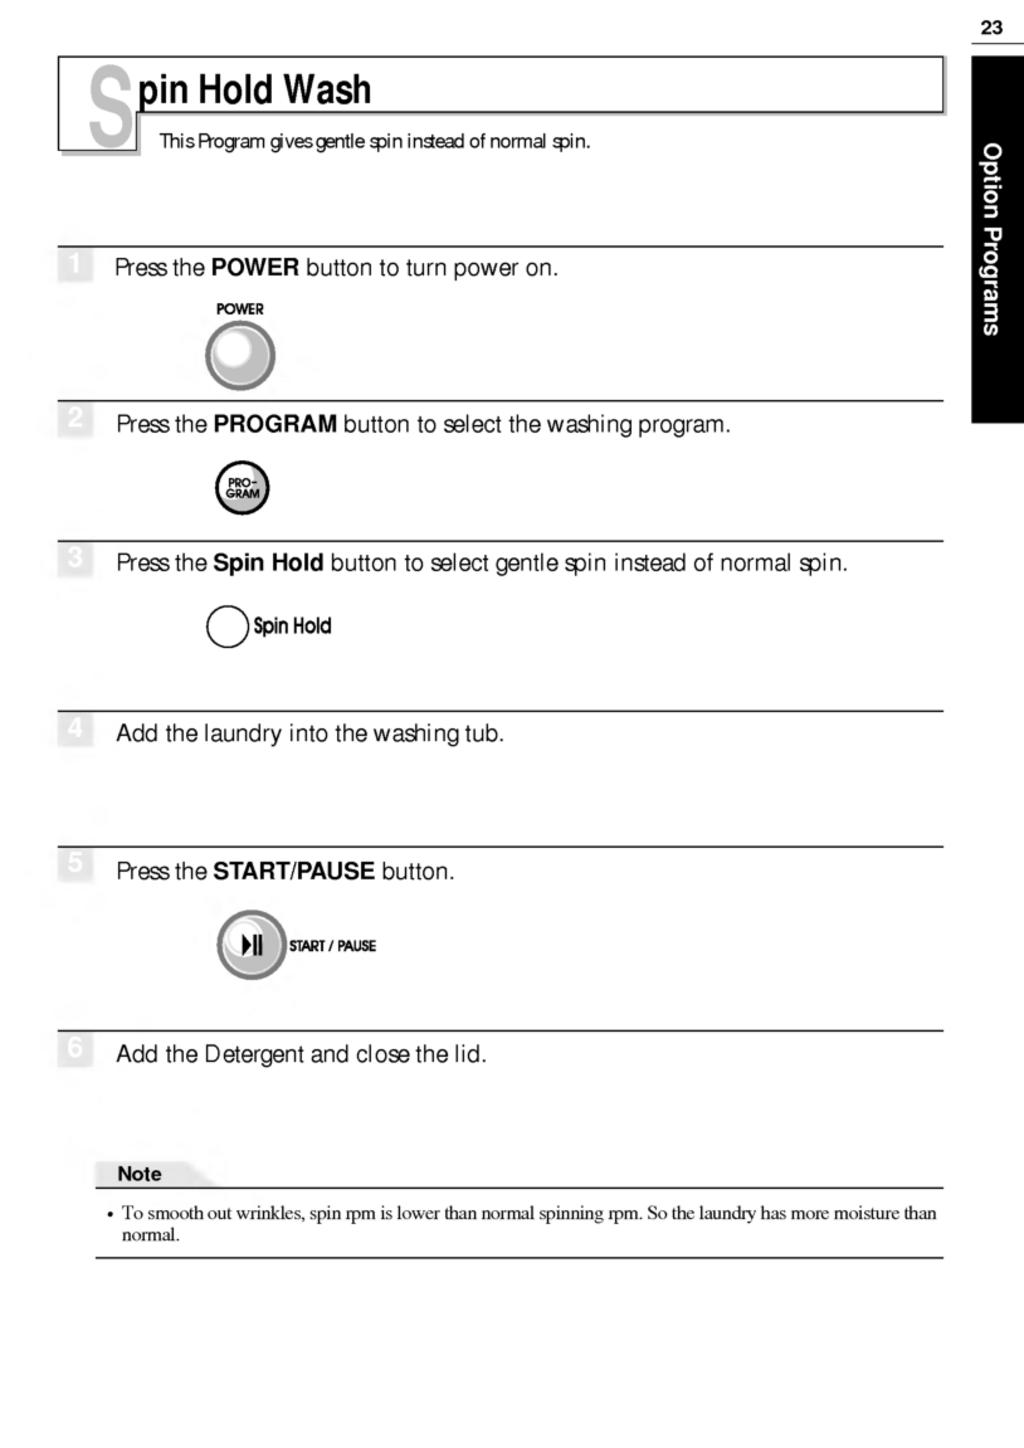 23
Option Programs
Spin Hold Wash
This Program gives gentle spin instead of normal spin.
1 Press the POWER button to turn power on.
POWER
2 Press the PROGRAM button to select the washing program.
PRO-
GRAM
3 Press the Spin Hold button to select gentle spin instead of normal spin.
Spin Hold
4 Add the laundry into the washing tub.
5 Press the START/PAUSE button.
START / PAUSE
6 Add the Detergent and close the lid.
Note
• To smooth out wrinkles, spin rpm is lower than normal spinning rpm. So the laundry has more moisture than
normal.